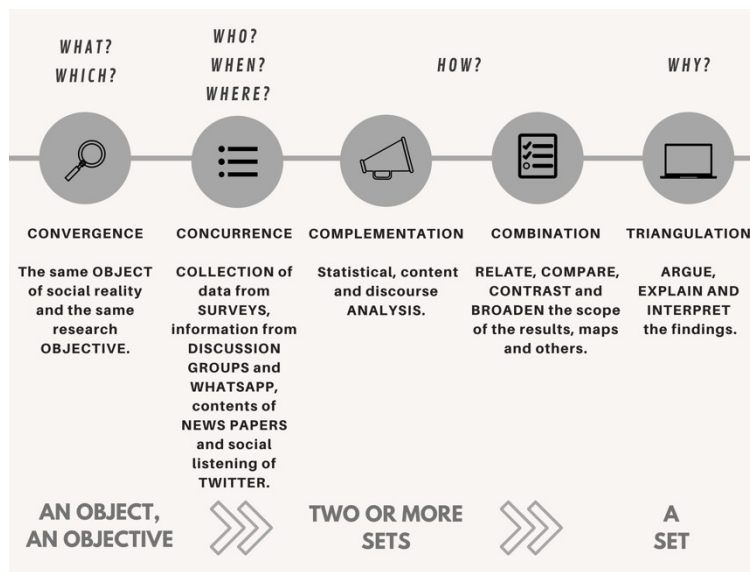 WHAT?
WHICH?
WHO?
WHEN?
WHERE?
HOW?
WHY?
CONVERGENCE
The same OBJECT
of social reality
and the same
research
OBJECTIVE.
CONCURRENCE
COLLECTION of
data from
SURVEYS,
information from
DISCUSSION
GROUPS and
WHATSAPP,
contents of
NEWS PAPERS
and social
listening of
TWITTER.
COMPLEMENTATION
Statistical, content
and discourse
ANALYSIS.
COMBINATION
RELATE, COMPARE,
CONTRAST and
BROADEN the scope
of the results, maps
and others.
TRIANGULATION
ARGUE,
EXPLAIN AND
INTERPRET
the findings.
AN OBJECT,
AN OBJECTIVE
TWO OR MORE
SETS
A
SET